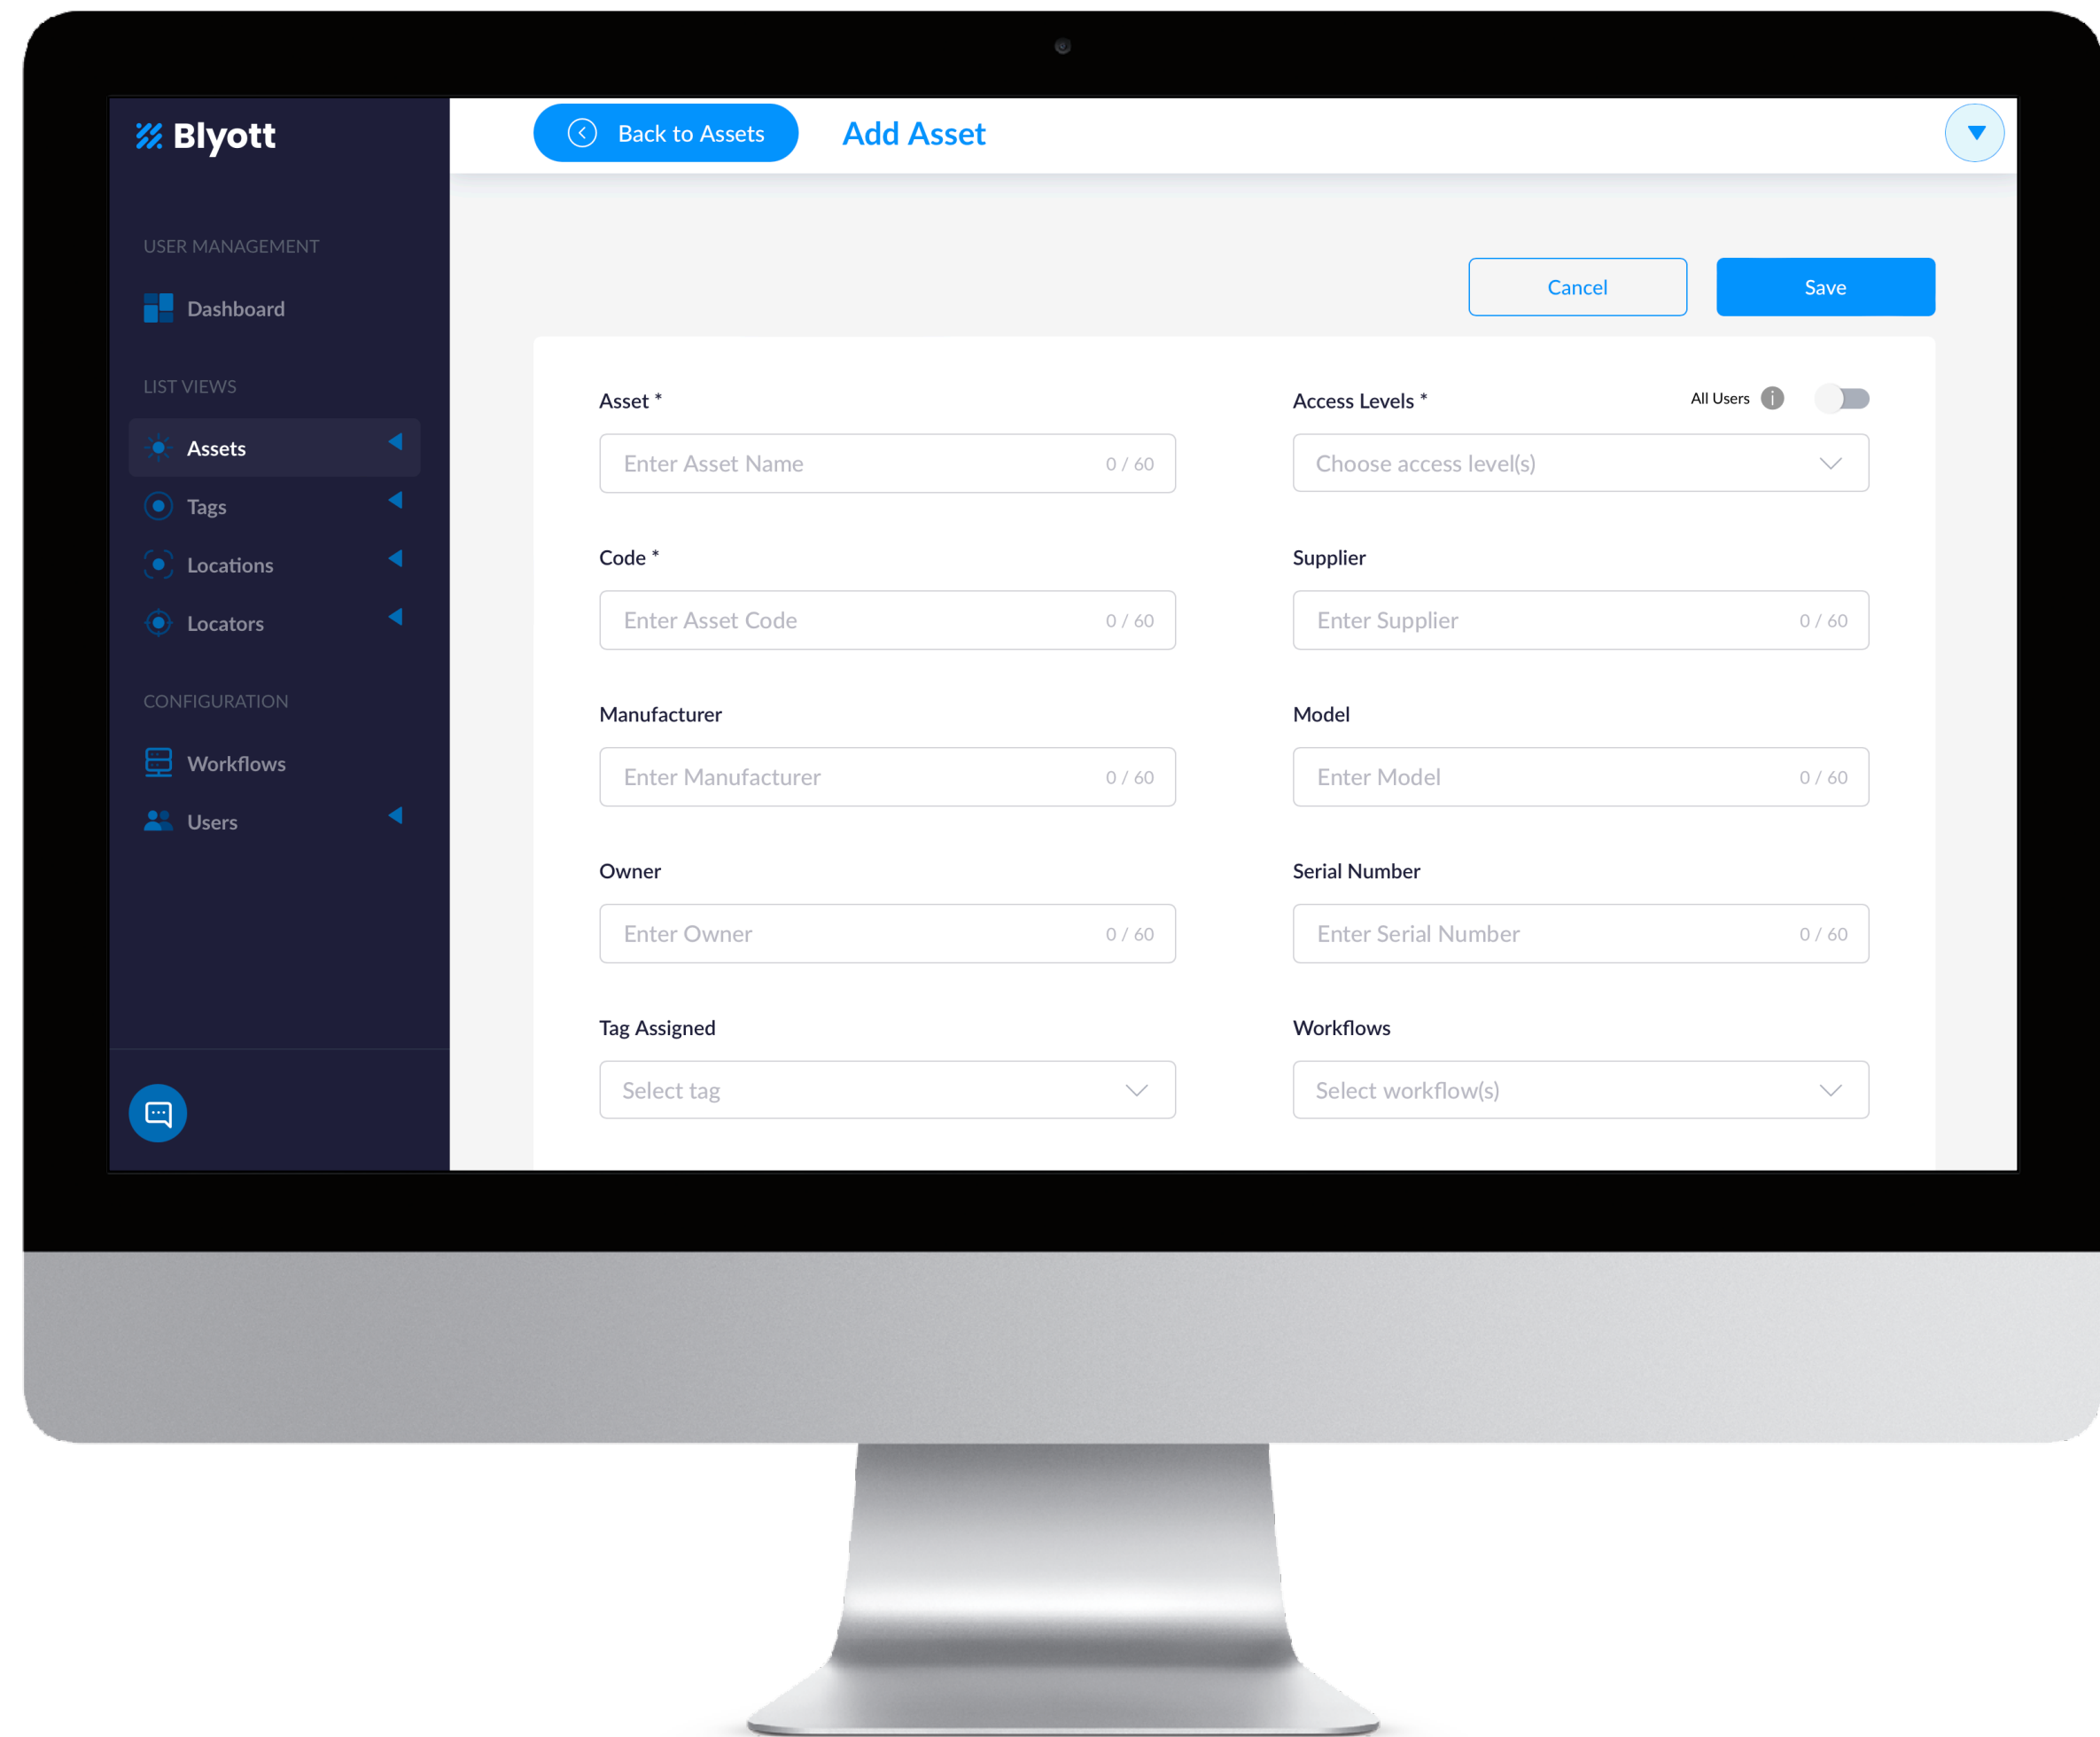 Blyott
USER MANAGEMENT
Dashboard
LIST VIEWS
Assets
Tags
Locations
Locators
CONFIGURATION
Workflows
Users
Back to Assets
Add Asset
Cancel
Save
Asset *
Enter Asset Name 0 / 60
Access Levels * All Users
Choose access level(s)
Code *
Enter Asset Code 0 / 60
Supplier
Enter Supplier 0 / 60
Manufacturer
Enter Manufacturer 0 / 60
Model
Enter Model 0 / 60
Owner
Enter Owner 0 / 60
Serial Number
Enter Serial Number 0 / 60
Tag Assigned
Select tag
Workflows
Select workflow(s)